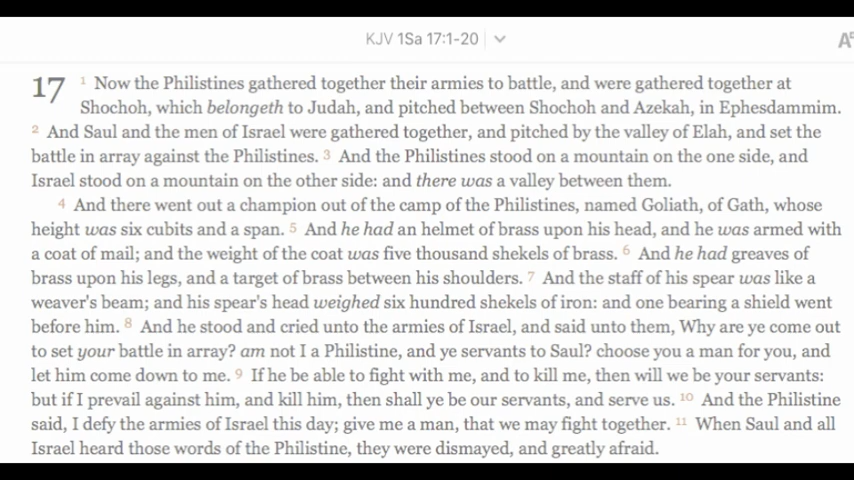 KJV 1Sa 17:1-20
17 1 Now the Philistines gathered together their armies to battle, and were gathered together at
Shochoh, which belongeth to Judah, and pitched between Shochoh and Azekah, in Ephesdammim.
2 And Saul and the men of Israel were gathered together, and pitched by the valley of Elah, and set the
battle in array against the Philistines. 3 And the Philistines stood on a mountain on the one side, and
Israel stood on a mountain on the other side: and there was a valley between them.
4 And there went out a champion out of the camp of the Philistines, named Goliath, of Gath, whose
height was six cubits and a span. 5 And he had an helmet of brass upon his head, and he was armed with
a coat of mail; and the weight of the coat was five thousand shekels of brass. 6 And he had greaves of
brass upon his legs, and a target of brass between his shoulders. 7 And the staff of his spear was like a
weaver's beam; and his spear's head weighed six hundred shekels of iron: and one bearing a shield went
before him. 8 And he stood and cried unto the armies of Israel, and said unto them, Why are ye come out
to set your battle in array? am not I a Philistine, and ye servants to Saul? choose you a man for you, and
let him come down to me. 9 If he be able to fight with me, and to kill me, then will we be your servants:
but if I prevail against him, and kill him, then shall ye be our servants, and serve us. 10 And the Philistine
said, I defy the armies of Israel this day; give me a man, that we may fight together. 11 When Saul and all
Israel heard those words of the Philistine, they were dismayed, and greatly afraid.